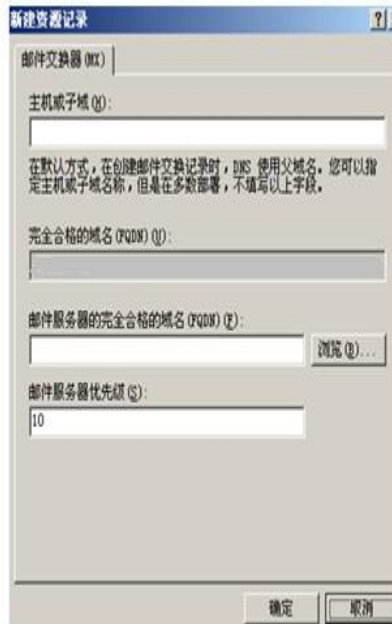 新建资源记录
?
邮件交换器(MX)
主机或子域(H):
在默认方式，在创建邮件交换记录时，DNS 使用父域名。您可以指
定主机或子域名称，但是在多数部署，不填写以上字段。
完全合格的域名(FQDN)(U):
邮件服务器的完全合格的域名(FQDN)(F):
浏览(B)...
邮件服务器优先级(S):
10
确定
取消